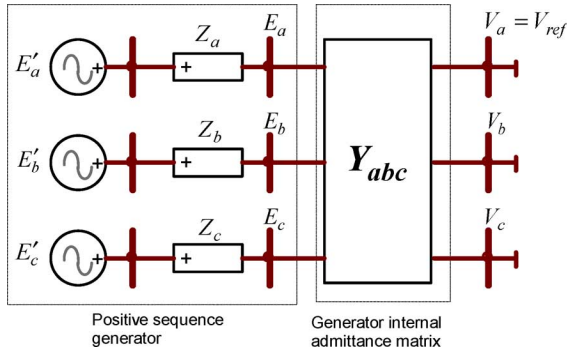 E'a Za Ea Va = Vref
+ +
E'b Zb Eb Yabc Vb
+ +
E'c Zc Ec Vc
+ +
Positive sequence
generator
Generator internal
admittance matrix